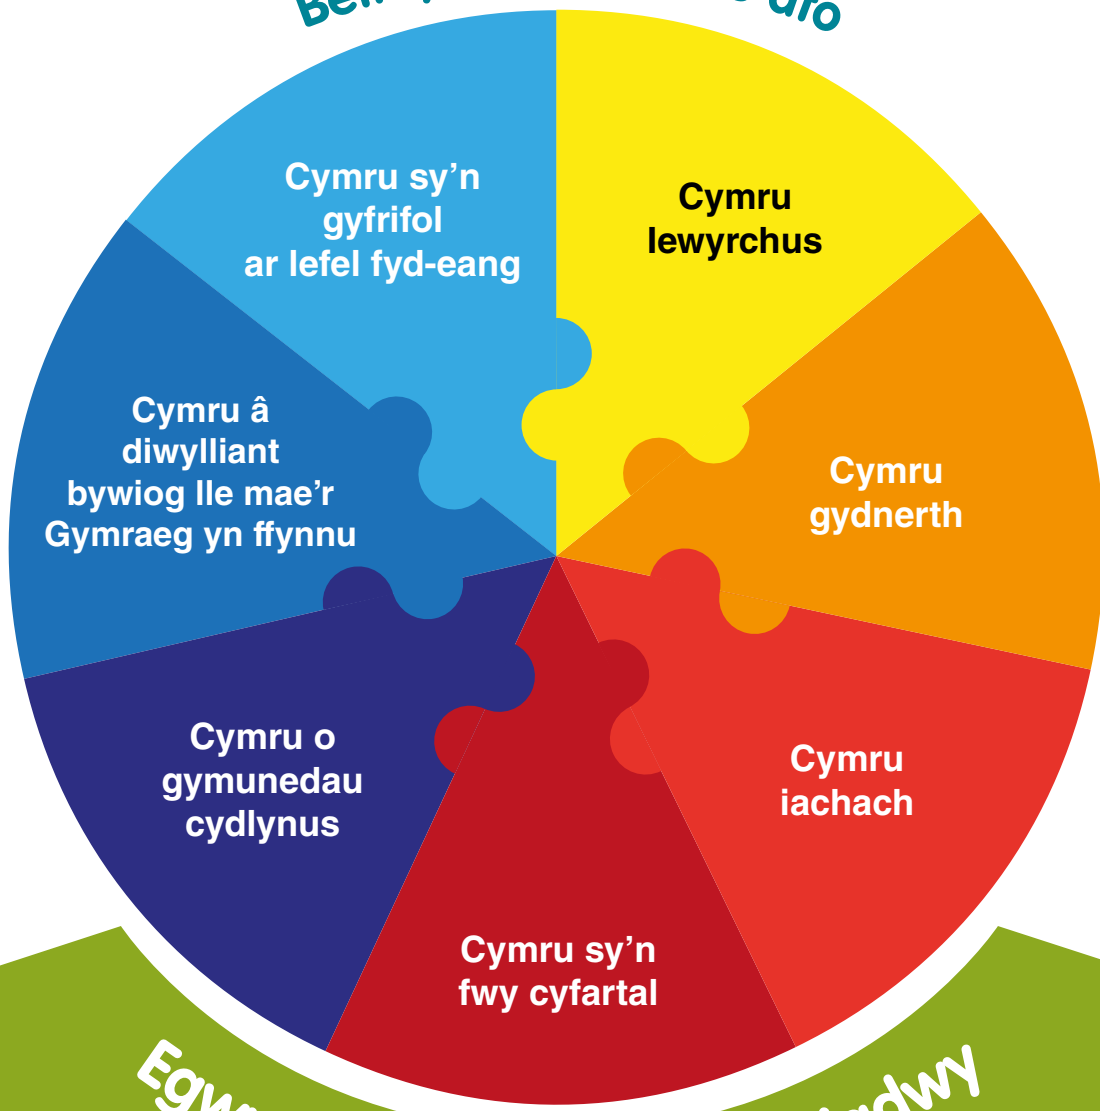 Cymru sy’n
gyfrifol
ar lefel fyd-eang
Cymru
lewyrchus
Cymru
gydnerth
Cymru
iachach
Cymru sy’n
fwy cyfartal
Cymru o
gymunedau
cydlynus
Cymru â
diwylliant
bywiog lle mae’r
Gymraeg yn ffynnu